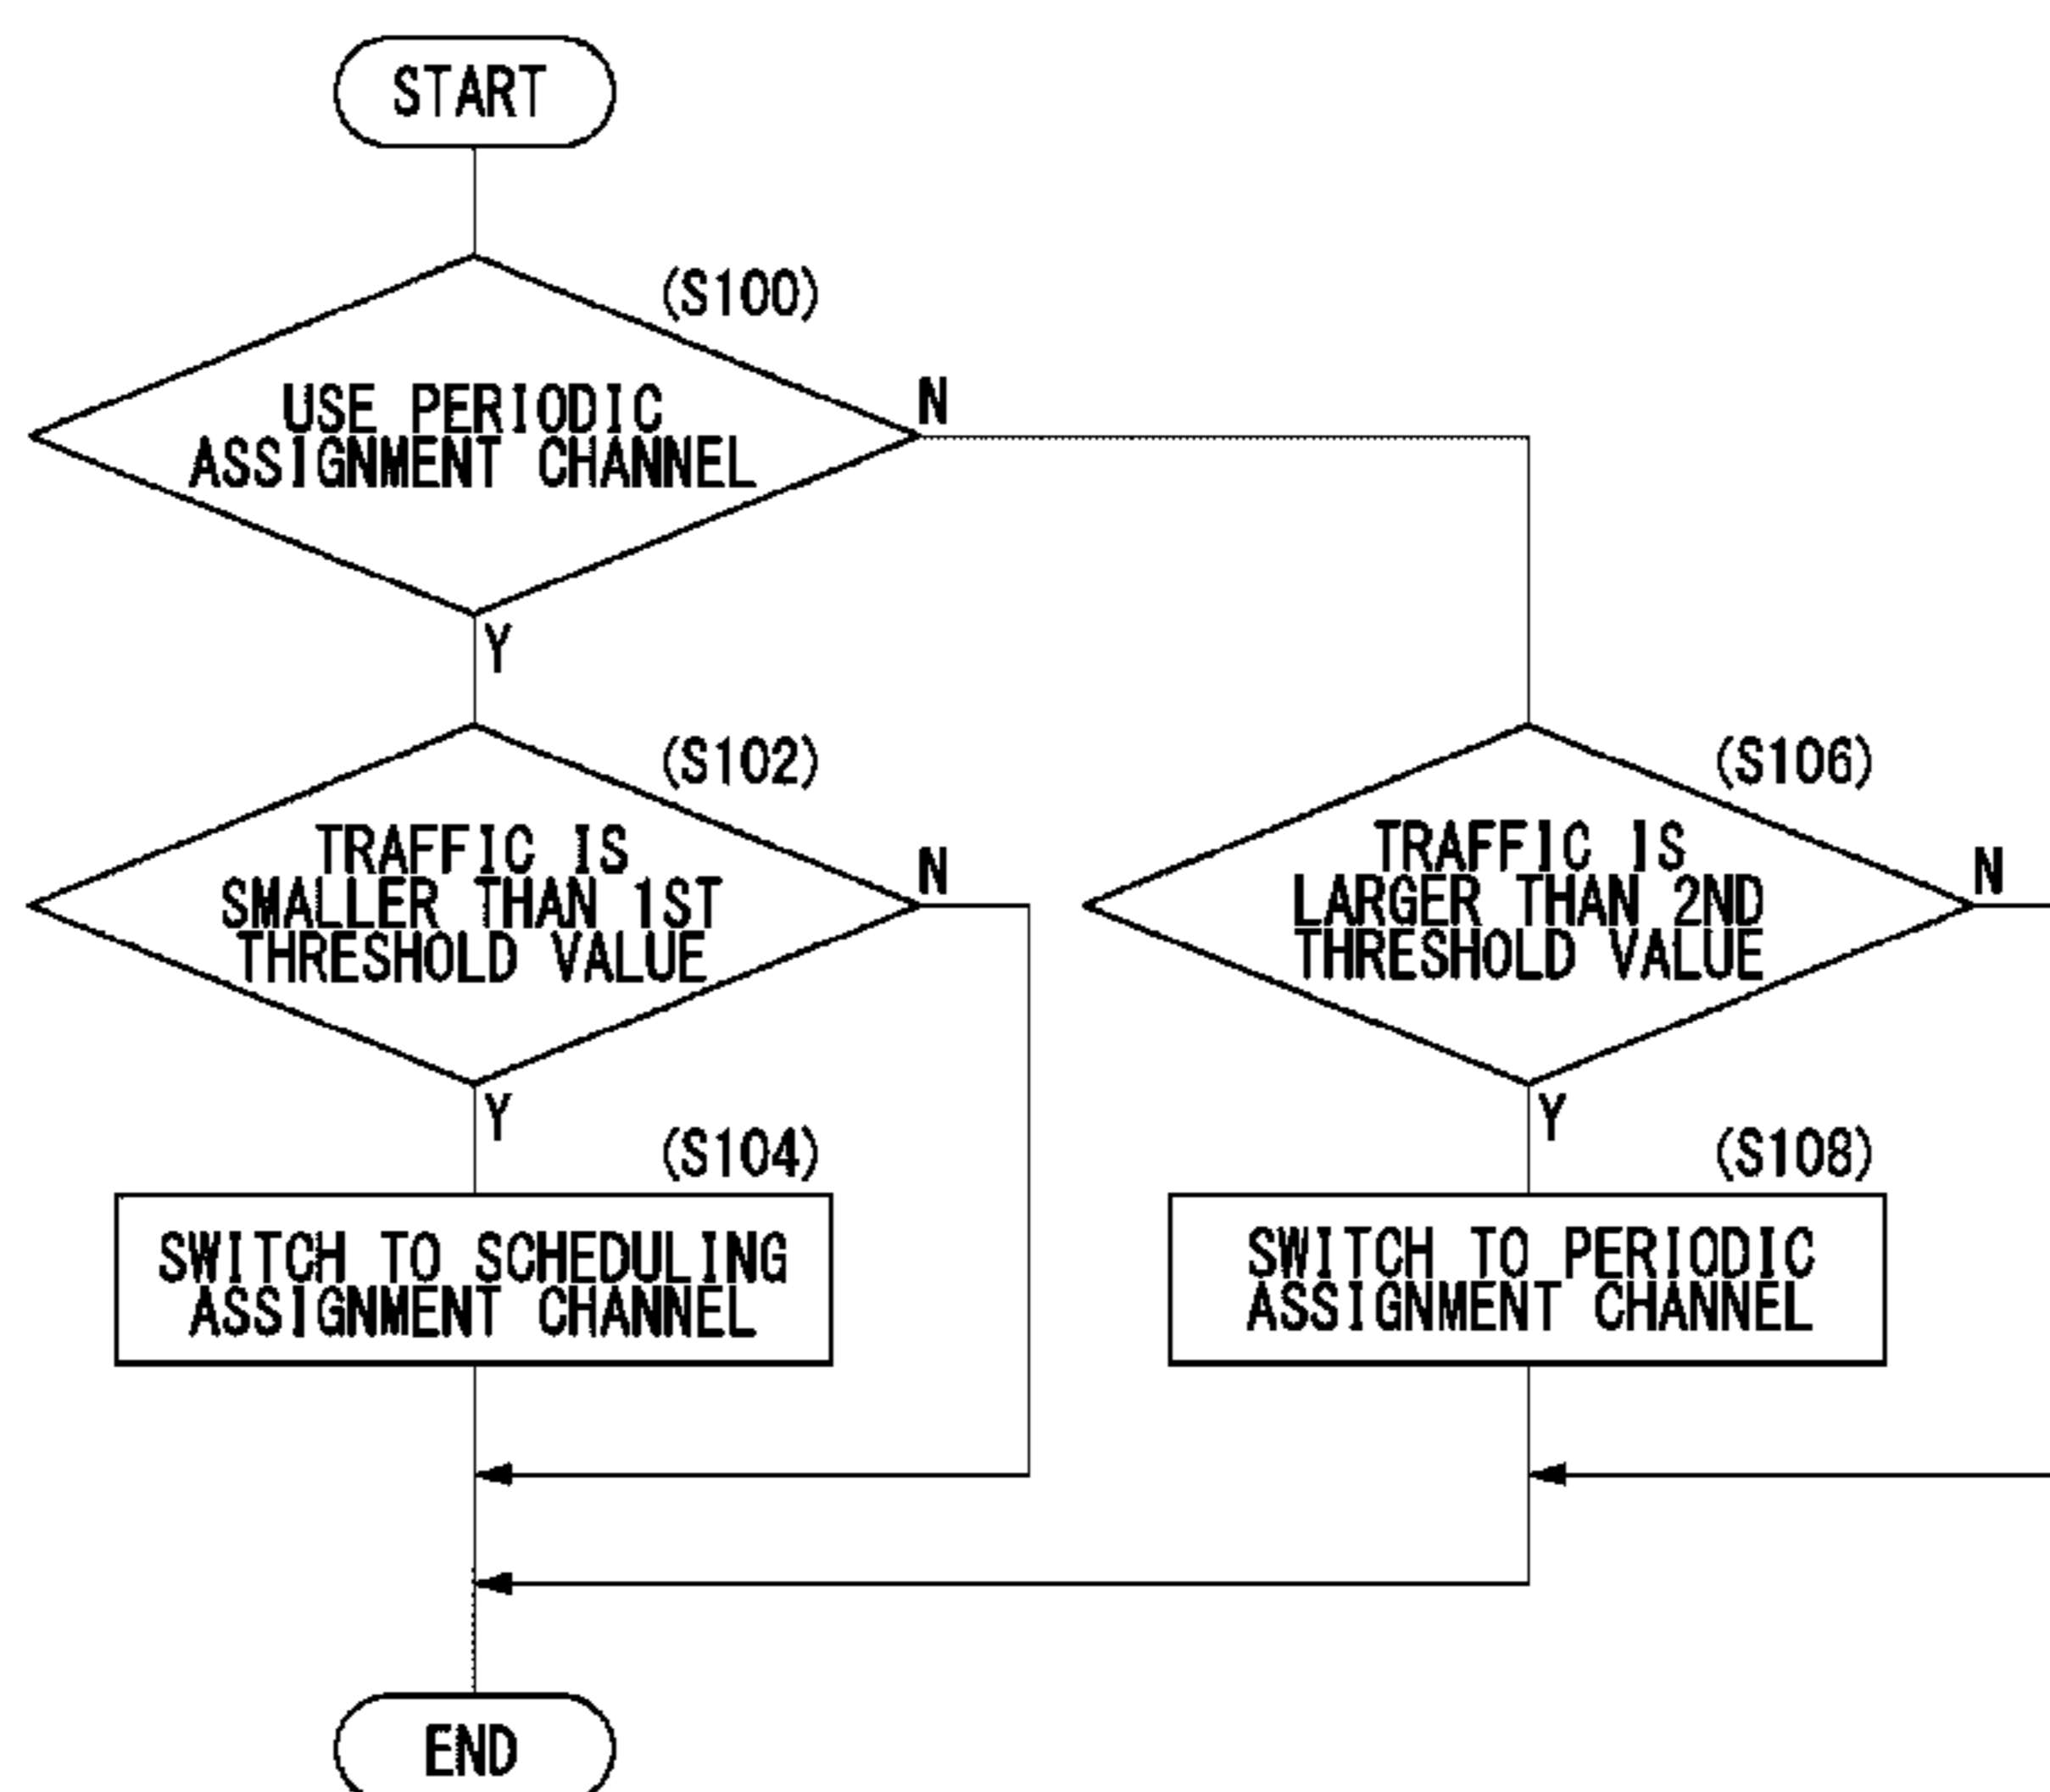 START
(S100)
USE PERIODIC
ASSIGNMENT CHANNEL
N
Y
(S102)
TRAFFIC IS
SMALLER THAN 1ST
THRESHOLD VALUE
N
Y
(S106)
TRAFFIC IS
LARGER THAN 2ND
THRESHOLD VALUE
N
Y
(S104)
SWITCH TO SCHEDULING
ASSIGNMENT CHANNEL
(S108)
SWITCH TO PERIODIC
ASSIGNMENT CHANNEL
END